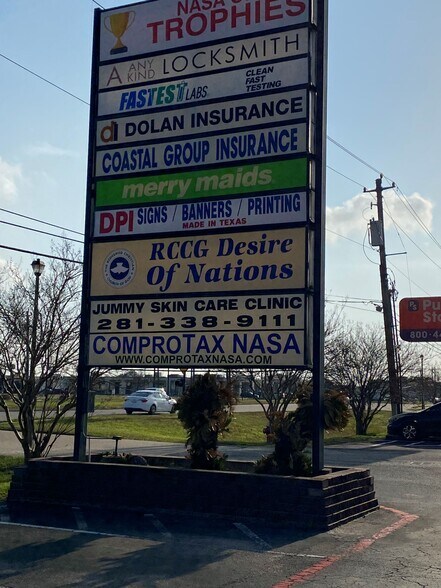 NASA
TROPHIES
A ANY KIND LOCKSMITH
FASTEST LABS
CLEAN
FAST
TESTING
DOLAN INSURANCE
COASTAL GROUP INSURANCE
merry maids
DPI SIGNS / BANNERS / PRINTING
MADE IN TEXAS
RCCG DESIRE
OF NATIONS
JUMMY SKIN CARE CLINIC
281-338-9111
COMPROTAX NASA
WWW.COMPROTAXNASA.COM